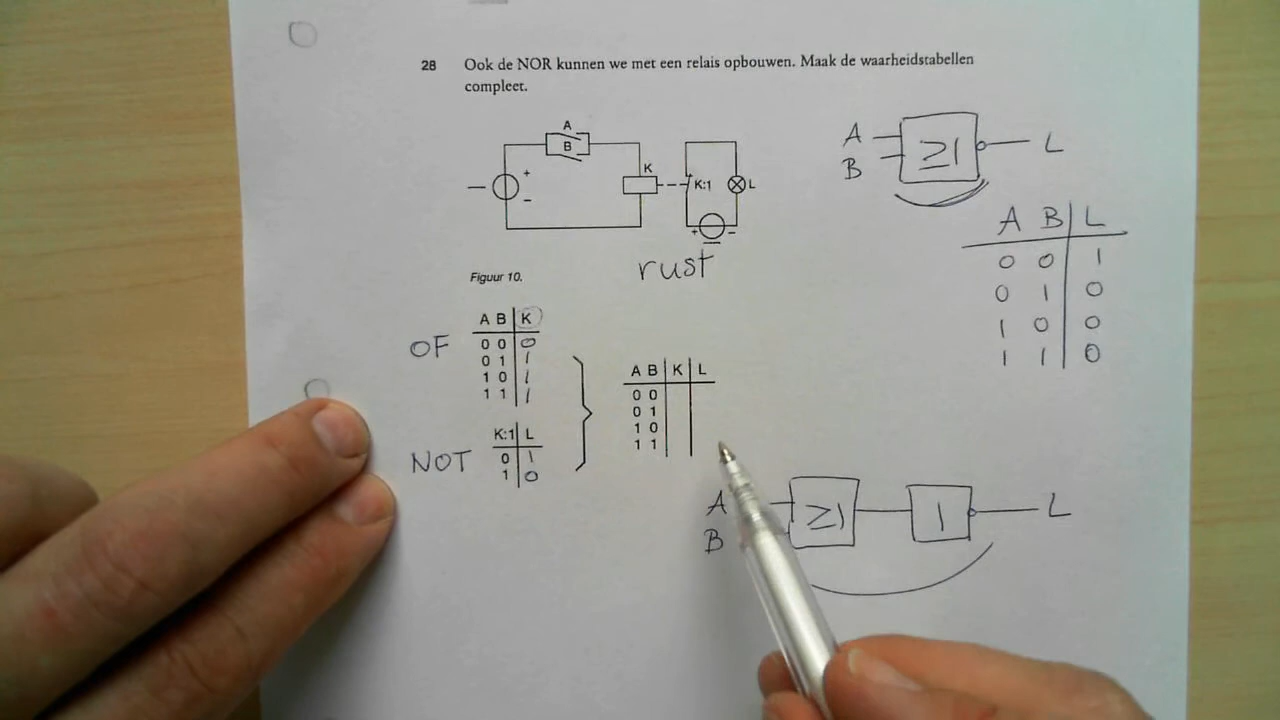 28 Ook de NOR kunnen we met een relais opbouwen. Maak de waarheidstabellen
compleet.
A
B
+
−
K
K:1
L
+
−
rust
Figuur 10.
A
B
≥1
L
A B L
0 0 1
0 1 0
1 0 0
1 1 0
OF
A B K
0 0 0
0 1 1
1 0 1
1 1 1
NOT
K:1 L
0 1
1 0
A B K L
0 0
0 1
1 0
1 1
A
B
≥1
1
L